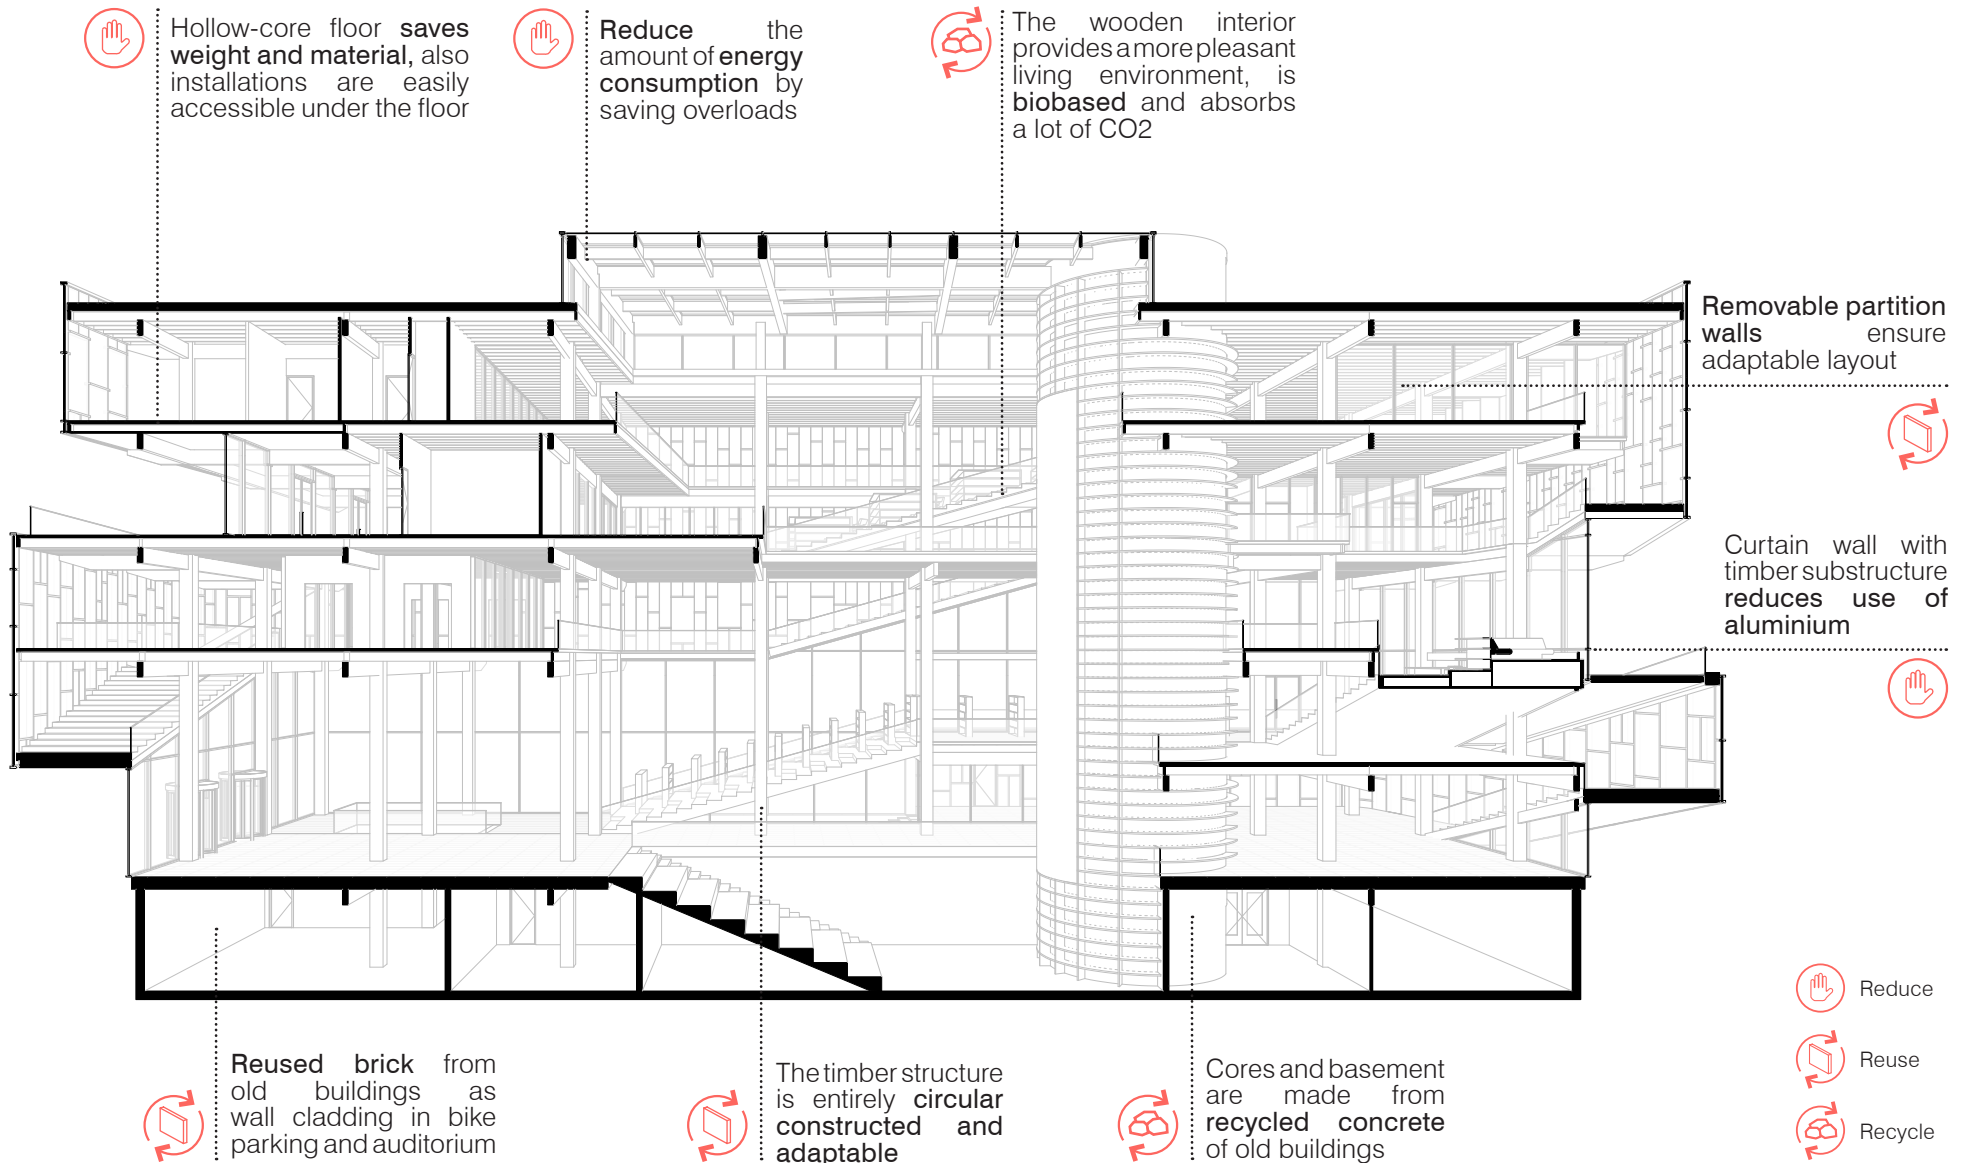 Hollow-core floor saves
weight and material, also
installations are easily
accessible under the floor
Reduce the
amount of energy
consumption by
saving overloads
The wooden interior
provides a more pleasant
living environment, is
biobased and absorbs
a lot of CO2
Removable partition
walls ensure
adaptable layout
Curtain wall with
timber substructure
reduces use of
aluminium
Reused brick from
old buildings as
wall cladding in bike
parking and auditorium
The timber structure
is entirely circular
constructed and
adaptable
Cores and basement
are made from
recycled concrete
of old buildings
Reduce
Reuse
Recycle